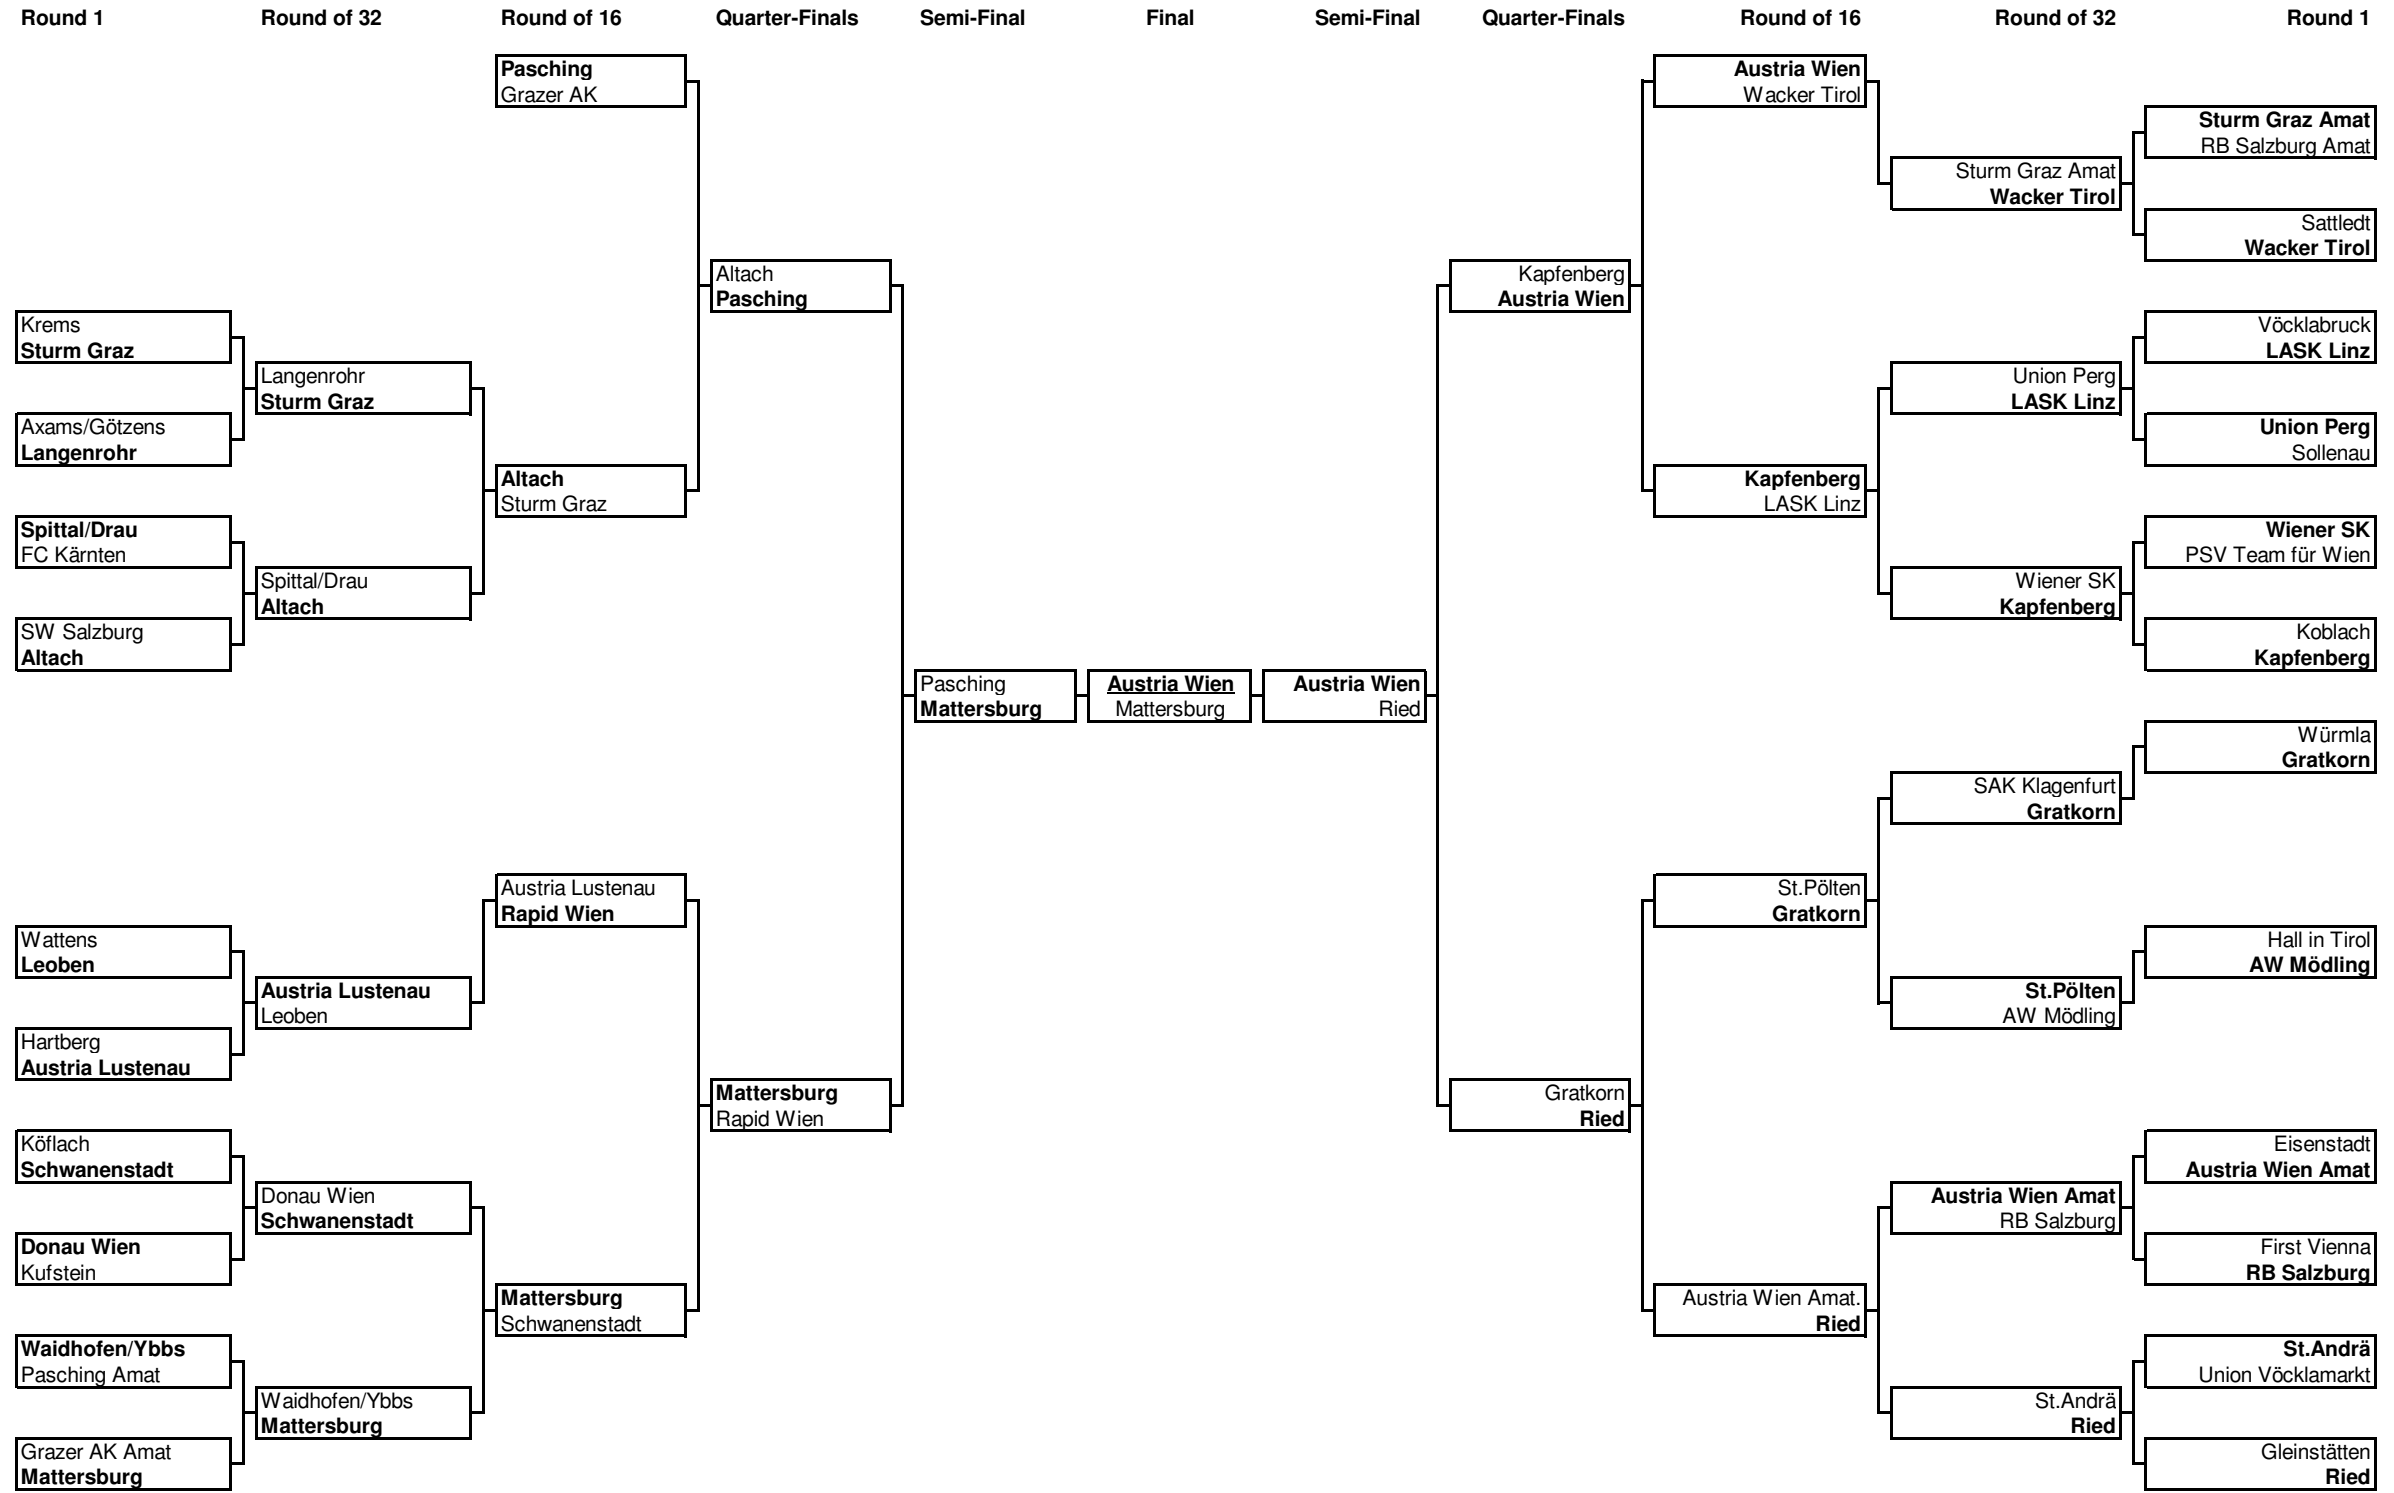 Round 1
Round of 32
Round of 16
Quarter-Finals
Semi-Final
Final
Semi-Final
Quarter-Finals
Round of 16
Round of 32
Round 1
Krems
Sturm Graz
Axams/Götzens
Langenrohr
Spittal/Drau
FC Kärnten
SW Salzburg
Altach
Wattens
Leoben
Hartberg
Austria Lustenau
Köflach
Schwanenstadt
Donau Wien
Kufstein
Waidhofen/Ybbs
Pasching Amat
Grazer AK Amat
Mattersburg
Langenrohr
Sturm Graz
Spittal/Drau
Altach
Austria Lustenau
Leoben
Donau Wien
Schwanenstadt
Waidhofen/Ybbs
Mattersburg
Pasching
Grazer AK
Altach
Sturm Graz
Austria Lustenau
Rapid Wien
Mattersburg
Schwanenstadt
Altach
Pasching
Mattersburg
Rapid Wien
Pasching
Mattersburg
Austria Wien
Mattersburg
Austria Wien
Ried
Kapfenberg
Austria Wien
Gratkorn
Ried
Austria Wien
Wacker Tirol
Kapfenberg
LASK Linz
St.Pölten
Gratkorn
Austria Wien Amat.
Ried
Sturm Graz Amat
Wacker Tirol
Union Perg
LASK Linz
Wiener SK
Kapfenberg
SAK Klagenfurt
Gratkorn
St.Pölten
AW Mödling
Austria Wien Amat
RB Salzburg
St.Andrä
Ried
Sturm Graz Amat
RB Salzburg Amat
Sattledt
Wacker Tirol
Vöcklabruck
LASK Linz
Union Perg
Sollenau
Wiener SK
PSV Team für Wien
Koblach
Kapfenberg
Würmla
Gratkorn
Hall in Tirol
AW Mödling
Eisenstadt
Austria Wien Amat
First Vienna
RB Salzburg
St.Andrä
Union Vöcklamarkt
Gleinstätten
Ried